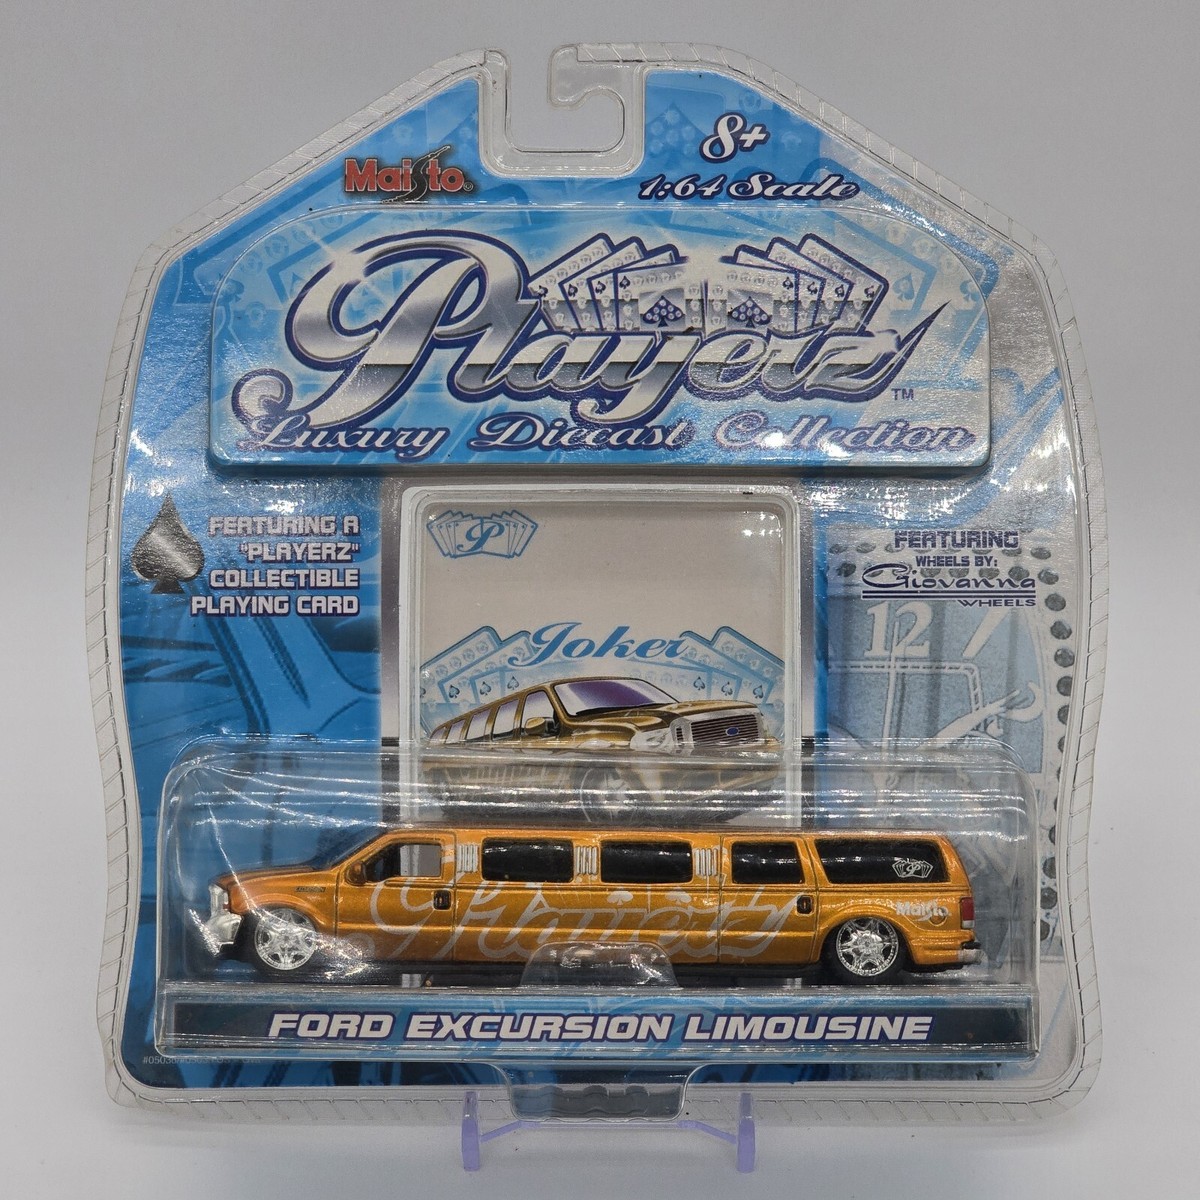 Maisto®
8+
1:64 Scale
Playerz™
Luxury Diecast Collection
FEATURING A
"PLAYERZ"
COLLECTIBLE
PLAYING CARD
P
Joker
FEATURING
WHEELS BY:
Giovanna
WHEELS
12
Playerz
P
Maisto
FORD EXCURSION LIMOUSINE